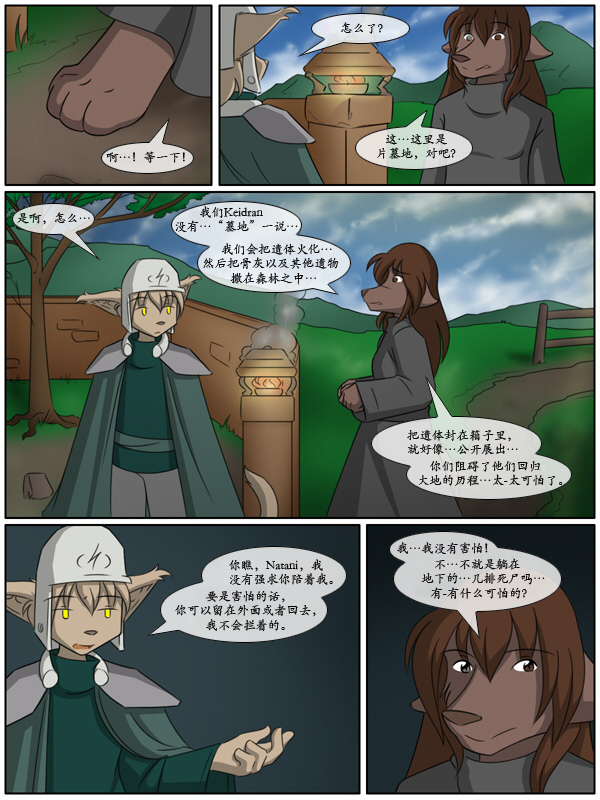 啊…！等一下！
怎么了？
这…这里是
片墓地，对吧？
是啊，怎么…
我们Keidran
没有…“墓地”一说…
我们会把遗体火化…
然后把骨灰以及其他遗物
撒在森林之中…
把遗体封在箱子里，
就好像…公开展出…
你们阻碍了他们回归
大地的历程…太-太可怕了。
你瞧，Natani，我
没有强求你陪着我。
要是害怕的话，
你可以留在外面或者回去，
我不会拦着的。
我…我没有害怕！
不…不就是躺在
地下的…几排死尸吗…
有-有什么可怕的？